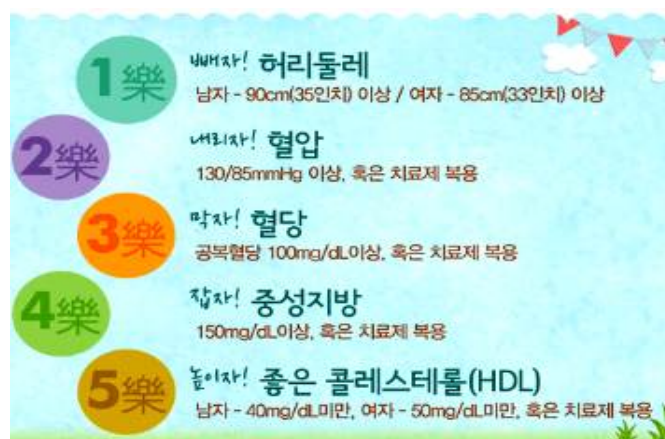 1樂 빼자! 허리둘레
남자 - 90cm(35인치) 이상 / 여자 - 85cm(33인치) 이상
2樂 내리자! 혈압
130/85mmHg 이상, 혹은 치료제 복용
3樂 막자! 혈당
공복혈당 100mg/dL이상, 혹은 치료제 복용
4樂 잡자! 중성지방
150mg/dL이상, 혹은 치료제 복용
5樂 높이자! 좋은 콜레스테롤(HDL)
남자 - 40mg/dL미만, 여자 - 50mg/dL미만, 혹은 치료제 복용